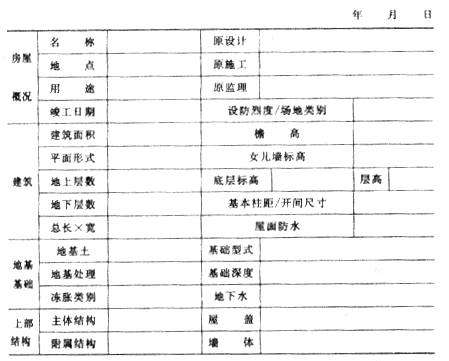 年 月 日
房屋概况 名称 原设计
地点 原施工
用途 原监理
竣工日期 设防烈度/场地类别
建筑 建筑面积 檐高
平面形式 女儿墙标高
地上层数 底层标高 层高
地下层数 基本柱距/开间尺寸
总长×宽 屋面防水
地基基础 地基土 基础型式
地基处理 基础深度
冻胀类别 地下水
上部结构 主体结构 屋盖
附属结构 墙体